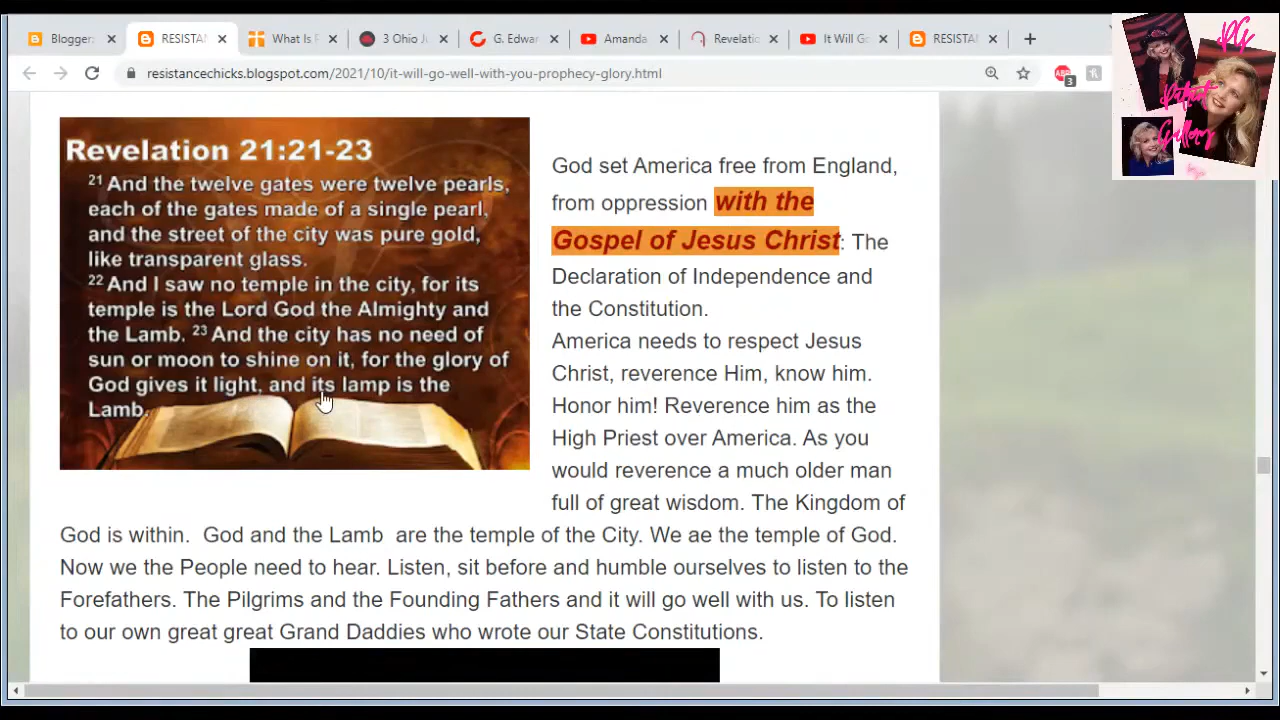 Blogger:
RESISTAN
What Is F
3 Ohio J
G. Edwar
Amanda
Revelatio
It Will Go
RESISTAN
resistancechicks.blogspot.com/2021/10/it-will-go-well-with-you-prophecy-glory.html
ABP
3
PG
Patriot
Gallery
Revelation 21:21-23
21 And the twelve gates were twelve pearls,
each of the gates made of a single pearl,
and the street of the city was pure gold,
like transparent glass.
22 And I saw no temple in the city, for its
temple is the Lord God the Almighty and
the Lamb. 23 And the city has no need of
sun or moon to shine on it, for the glory of
God gives it light, and its lamp is the
Lamb.
God set America free from England,
from oppression with the
Gospel of Jesus Christ: The
Declaration of Independence and
the Constitution.
America needs to respect Jesus
Christ, reverence Him, know him.
Honor him! Reverence him as the
High Priest over America. As you
would reverence a much older man
full of great wisdom. The Kingdom of
God is within.  God and the Lamb  are the temple of the City. We ae the temple of God.
Now we the People need to hear. Listen, sit before and humble ourselves to listen to the
Forefathers. The Pilgrims and the Founding Fathers and it will go well with us. To listen
to our own great great Grand Daddies who wrote our State Constitutions.